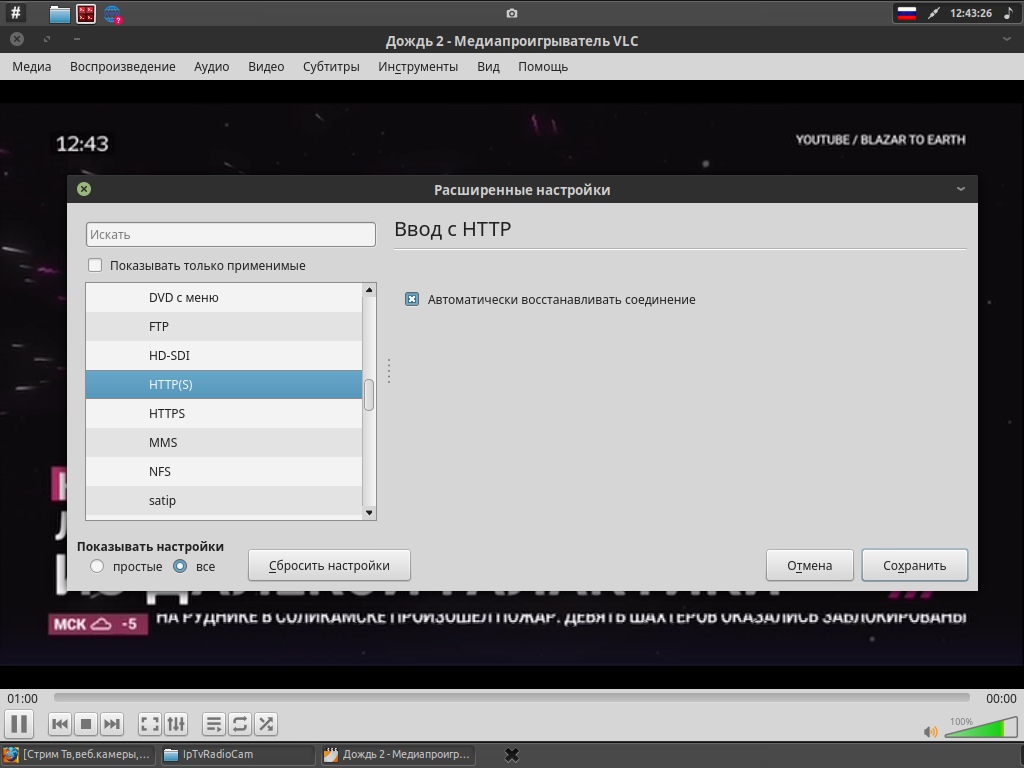 # 12:43:26
Дождь 2 - Медиапроигрыватель VLC
Медиа Воспроизведение Аудио Видео Субтитры Инструменты Вид Помощь
12:43 YOUTUBE / BLAZAR TO EARTH
Расширенные настройки
Искать
Ввод с HTTP
Показывать только применимые
Автоматически восстанавливать соединение
DVD с меню
FTP
HD-SDI
HTTP(S)
HTTPS
MMS
NFS
satip
Показывать настройки
простые все Сбросить настройки Отмена Сохранить
МСК -5 НА РУДНИКЕ В СОЛИКАМСКЕ ПРОИЗОШЕЛ ПОЖАР. ДЕВЯТЬ ШАХТЕРОВ ОКАЗАЛИСЬ ЗАБЛОКИРОВАНЫ
01:00 00:00
100%
[Стрим Тв,веб.камеры,... IpTvRadioCam Дождь 2 - Медиапроигр...